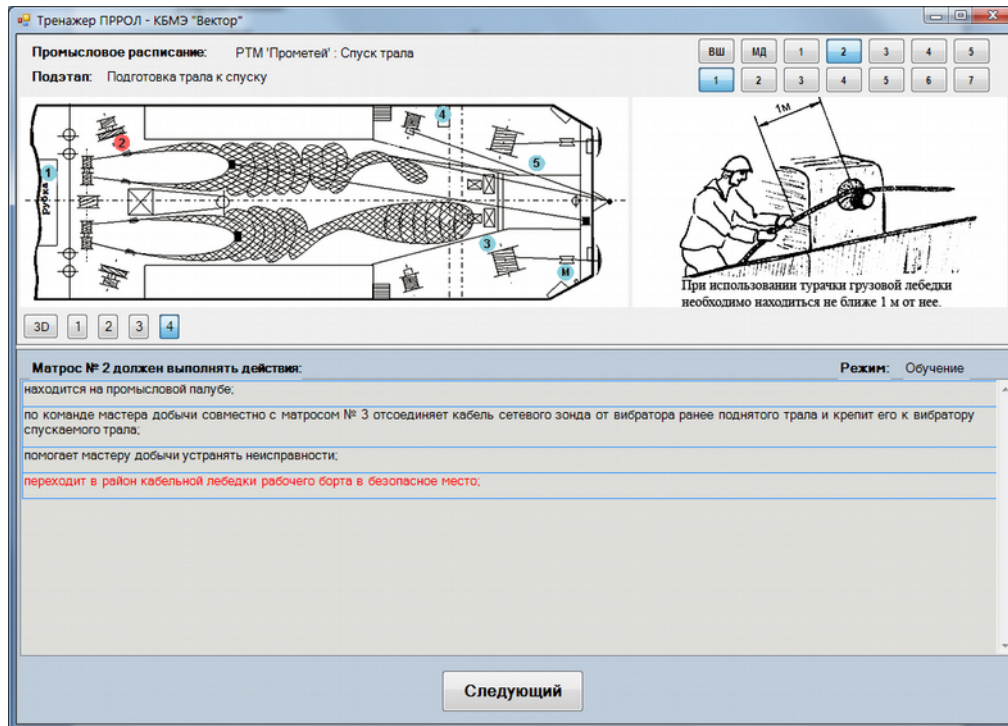 Тренажер ПРРОЛ - КБМЭ "Вектор"
Промысловое расписание: РТМ 'Прометей' : Спуск трала
Подэтап: Подготовка трала к спуску
ВШ МД 1 2 3 4 5
1 2 3 4 5 6 7
1м
2
4
5
1
рубка
3
М
При использовании турачки грузовой лебедки
необходимо находиться не ближе 1 м от нее.
3D 1 2 3 4
Матрос № 2 должен выполнять действия: Режим: Обучение
находится на промысловой палубе;
по команде мастера добычи совместно с матросом № 3 отсоединяет кабель сетевого зонда от вибратора ранее поднятого трала и крепит его к вибратору
спускаемого трала;
помогает мастеру добычи устранять неисправности;
переходит в район кабельной лебедки рабочего борта в безопасное место;
Следующий